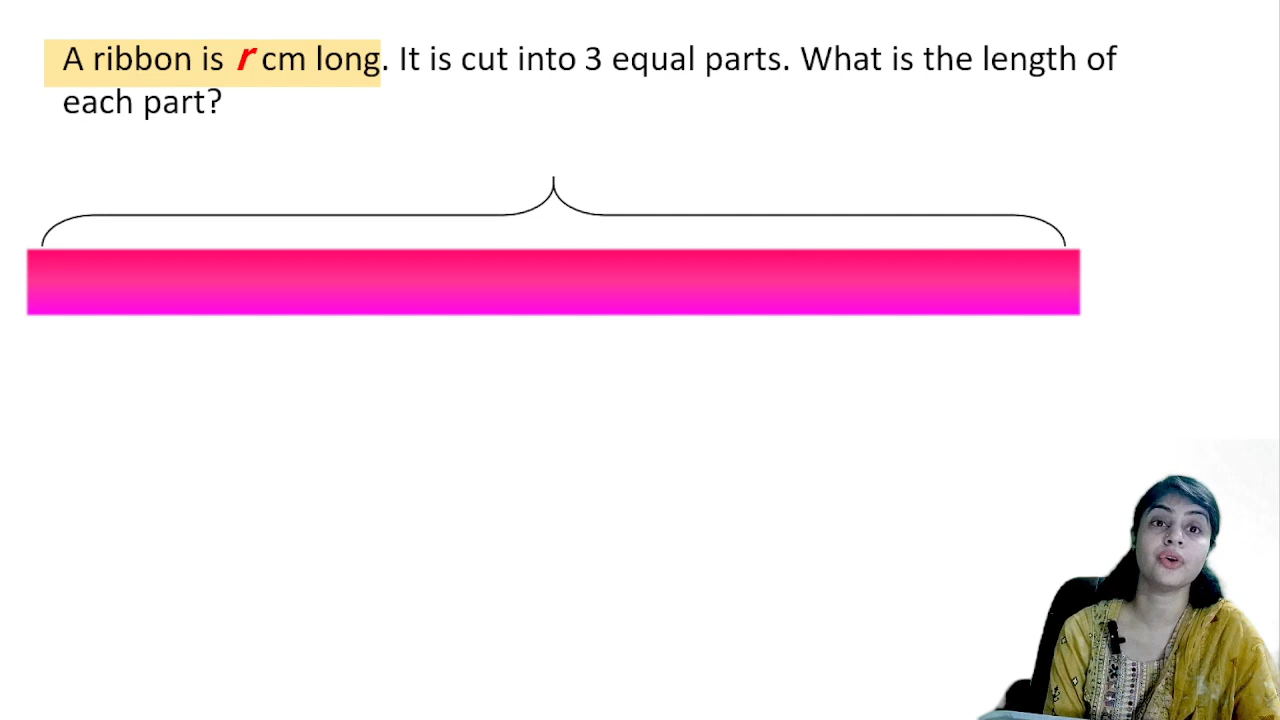 A ribbon is r cm long. It is cut into 3 equal parts. What is the length of
each part?